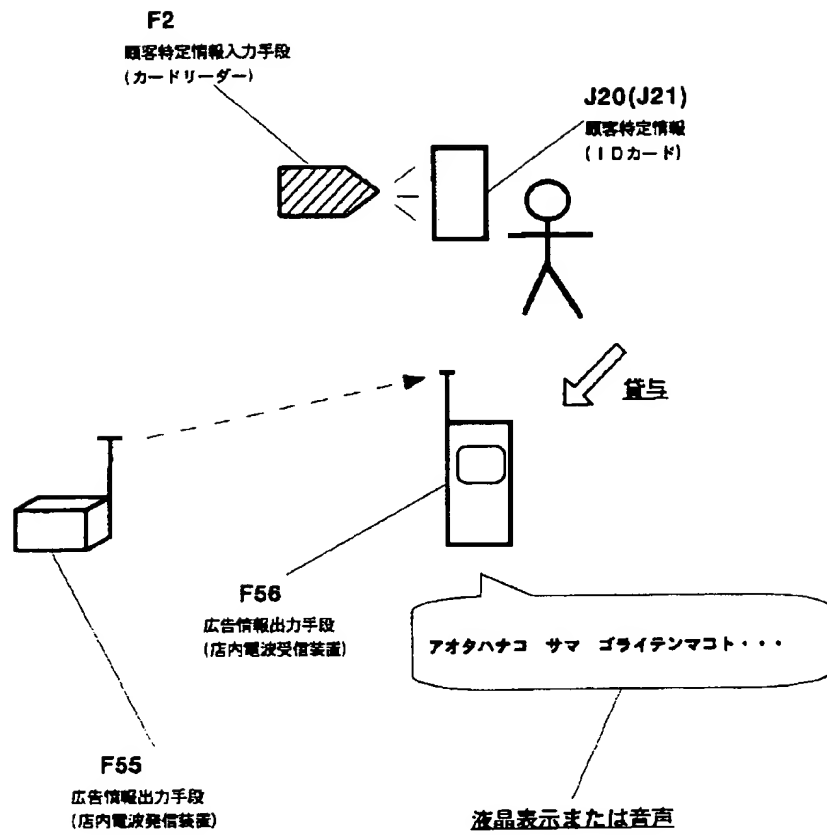 F2
顧客特定情報入力手段
(カードリーダー)
J20(J21)
顧客特定情報
(IDカード)
貸与
F56
広告情報出力手段
(店内電波受信装置)
アオタハナコ サマ ゴライテンマコト・・・
F55
広告情報出力手段
(店内電波発信装置)
液晶表示または音声